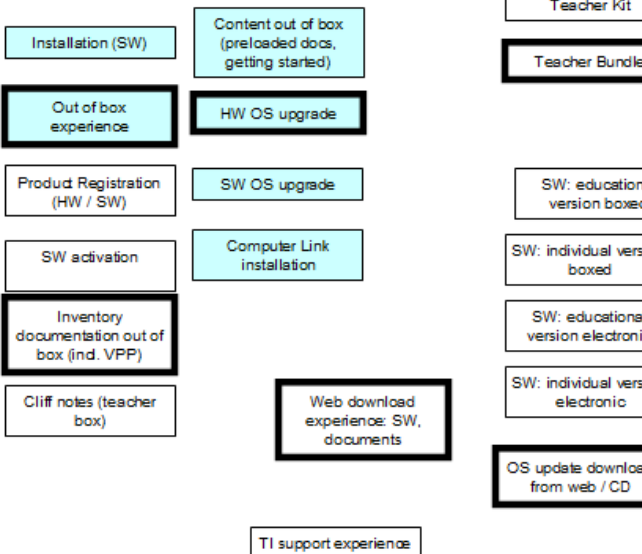 Installation (SW)
Content out of box
(preloaded docs,
getting started)
Teacher Kit
Teacher Bundle
Out of box
experience
HW OS upgrade
Product Registration
(HW / SW)
SW OS upgrade
SW: education
version boxed
SW activation
Computer Link
installation
SW: individual vers
boxed
Inventory
documentation out of
box (incl. VPP)
SW: educationa
version electroni
Cliff notes (teacher
box)
Web download
experience: SW,
documents
SW: individual vers
electronic
OS update downloa
from web / CD
TI support experience